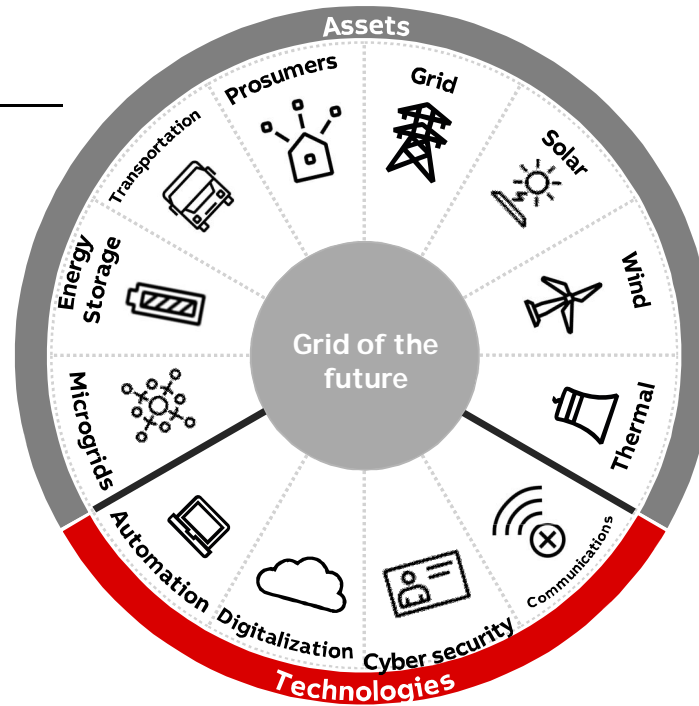 Assets
Prosumers
Grid
Solar
Wind
Thermal
Communications
Cyber security
Digitalization
Automation
Microgrids
Energy
Storage
Transportation
Grid of the
future
Technologies